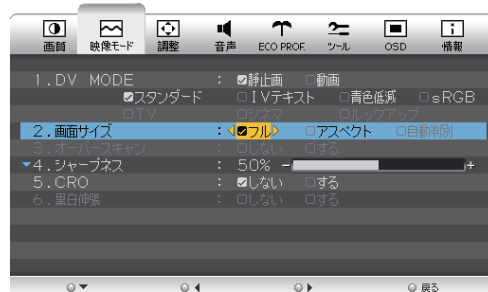 画質 映像モード 調整 音声 ECO PROF. ツール OSD 情報
1.DV MODE : ☑静止画 □動画
☑スタンダード □IVテキスト □青色低減 □sRGB
□TV □シネマ □ルックアップ
2.画面サイズ : ☑フル □アスペクト □自動判別
3.オーバースキャン : □しない □する
4.シャープネス : 50% - +
5.CRO : ☑しない □する
6.黒白伸張 : □しない □する
戻る